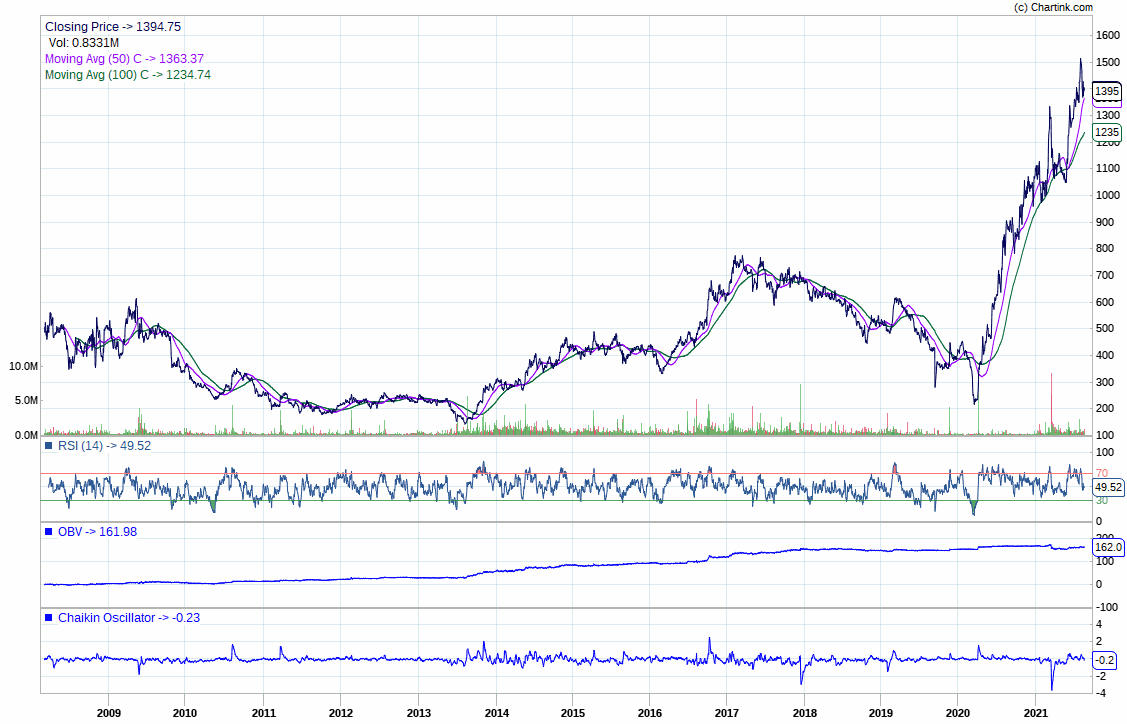 (c) Chartink.com
Closing Price -> 1394.75
Vol: 0.8331M
Moving Avg (50) C -> 1363.37
Moving Avg (100) C -> 1234.74
1600
1500
1395
1300
1235
1200
1100
1000
900
800
700
600
500
400
300
200
100
10.0M
5.0M
0.0M
RSI (14) -> 49.52
100
70
49.52
30
0
OBV -> 161.98
200
162.0
100
0
-100
Chaikin Oscillator -> -0.23
4
2
-0.2
-2
-4
2009 2010 2011 2012 2013 2014 2015 2016 2017 2018 2019 2020 2021